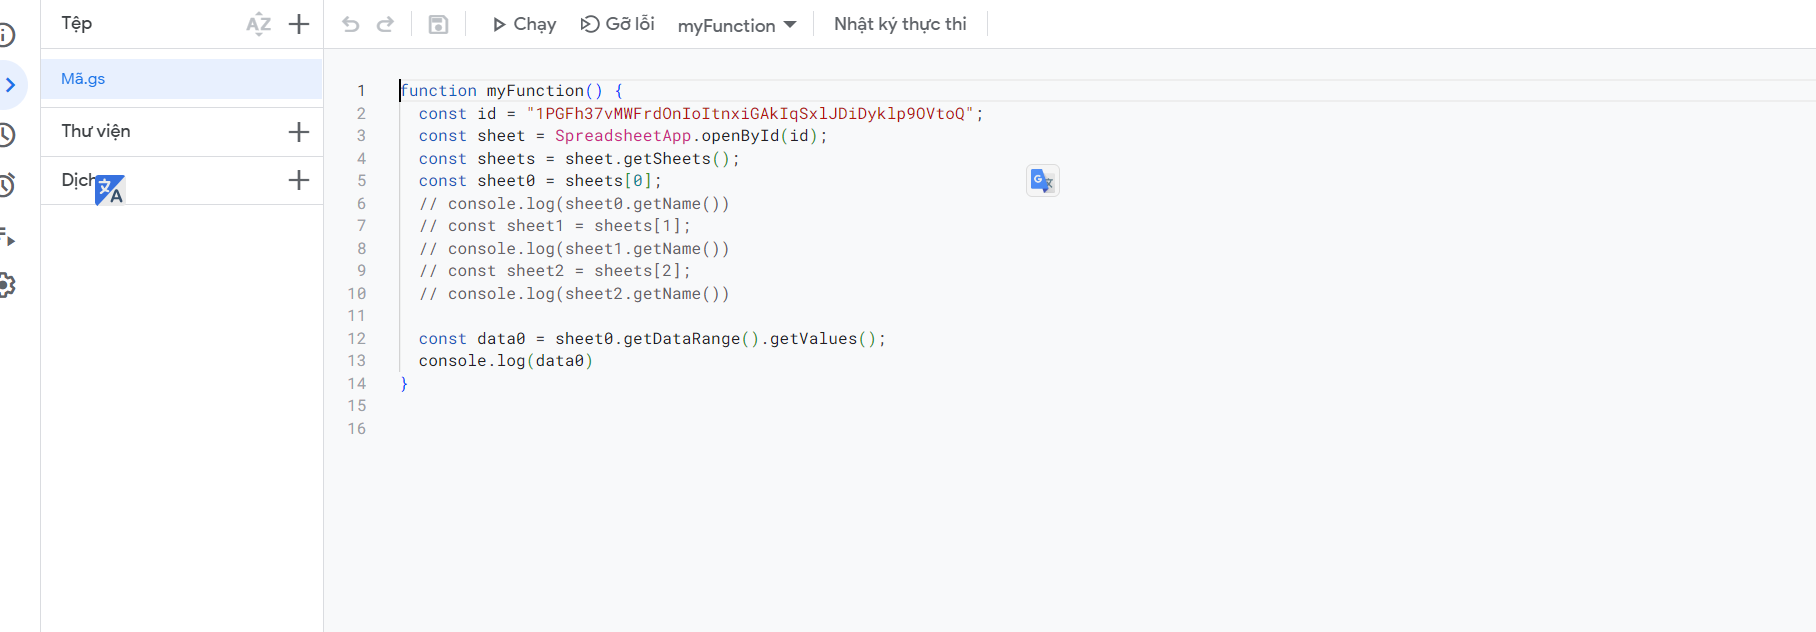 Tệp
AZ
Chạy
Gỡ lỗi
myFunction
Nhật ký thực thi
Mã.gs
Thư viện
Dịch
1 function myFunction() {
2 const id = "1PGFh37vMWFrdOnIoItnxiGAkIqSxlJDiDyklp9OVtoQ";
3 const sheet = SpreadsheetApp.openById(id);
4 const sheets = sheet.getSheets();
5 const sheet0 = sheets[0];
6 // console.log(sheet0.getName())
7 // const sheet1 = sheets[1];
8 // console.log(sheet1.getName())
9 // const sheet2 = sheets[2];
10 // console.log(sheet2.getName())
11
12 const data0 = sheet0.getDataRange().getValues();
13 console.log(data0)
14 }
15
16